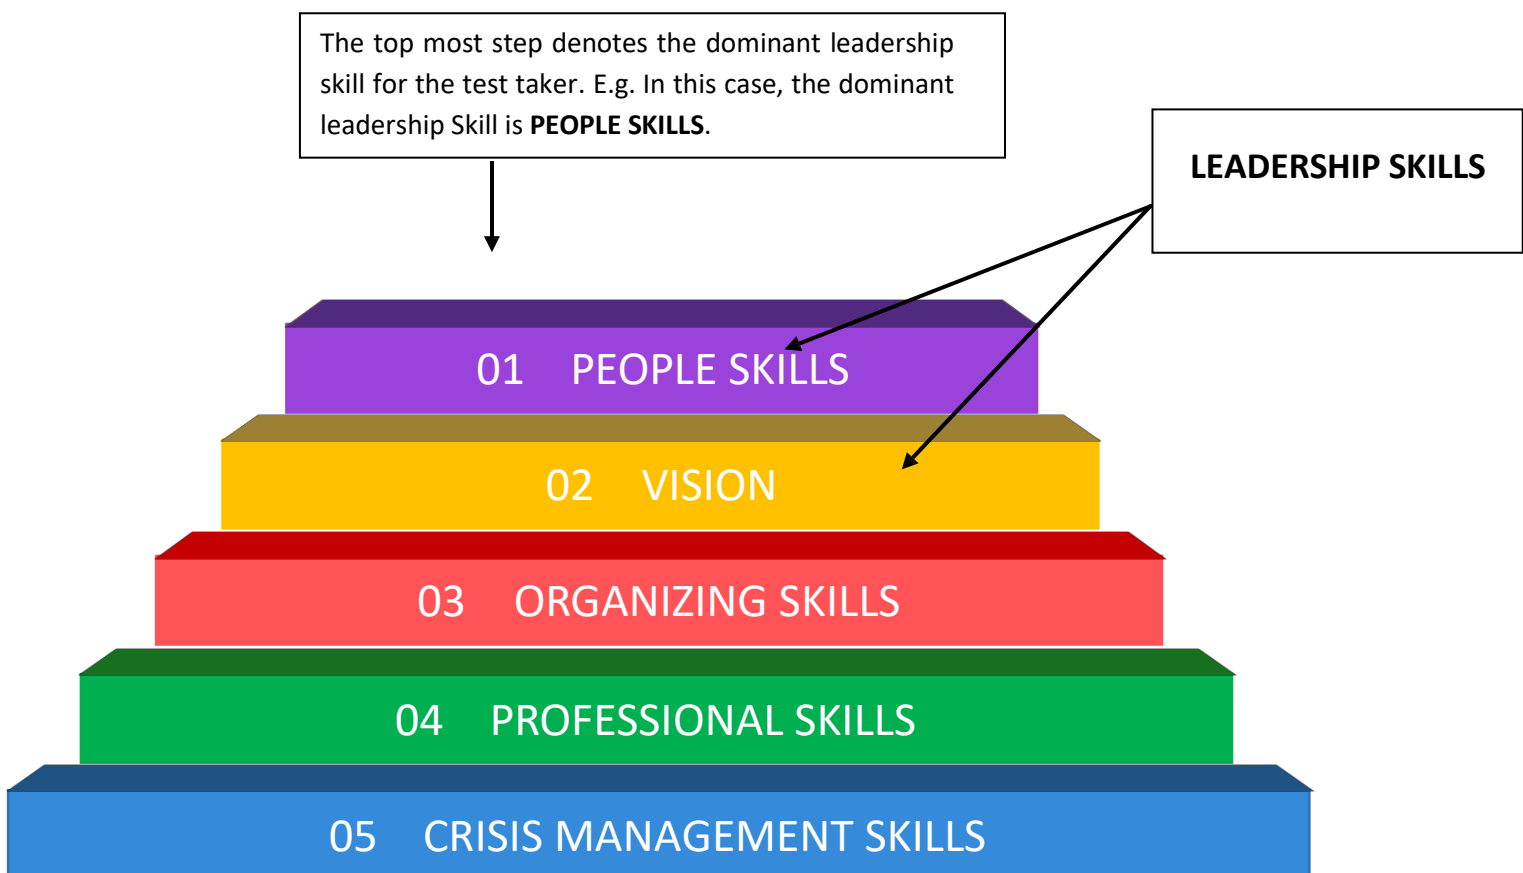 The top most step denotes the dominant leadership
skill for the test taker. E.g. In this case, the dominant
leadership Skill is PEOPLE SKILLS.
LEADERSHIP SKILLS
01 PEOPLE SKILLS
02 VISION
03 ORGANIZING SKILLS
04 PROFESSIONAL SKILLS
05 CRISIS MANAGEMENT SKILLS